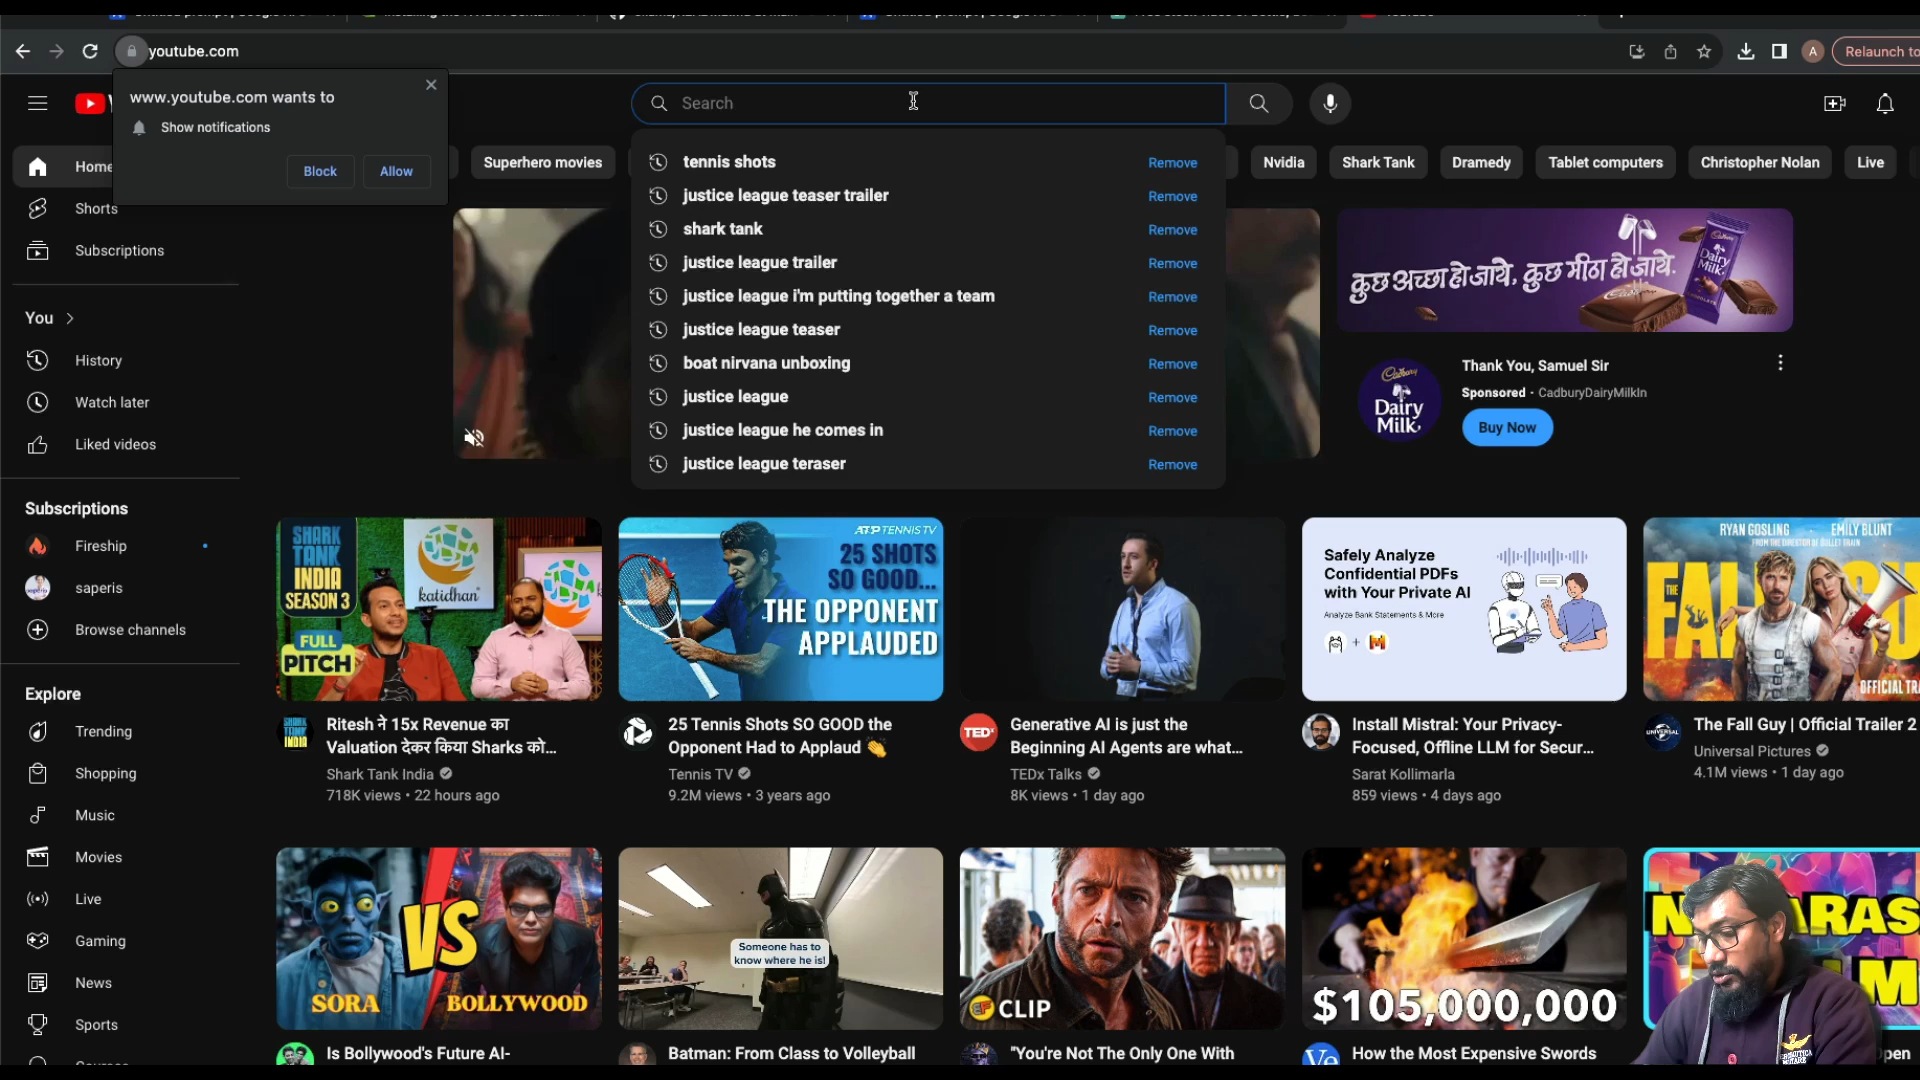 youtube.com
Relaunch to
www.youtube.com wants to
Show notifications
Block
Allow
Search
Home
Shorts
Subscriptions
You
History
Watch later
Liked videos
Subscriptions
Fireship
saperis
Browse channels
Explore
Trending
Shopping
Music
Movies
Live
Gaming
News
Sports
Superhero movies
Nvidia
Shark Tank
Dramedy
Tablet computers
Christopher Nolan
Live
tennis shots
Remove
justice league teaser trailer
Remove
shark tank
Remove
justice league trailer
Remove
justice league i'm putting together a team
Remove
justice league teaser
Remove
boat nirvana unboxing
Remove
justice league
Remove
justice league he comes in
Remove
justice league teraser
Remove
कुछ अच्छा हो जाये, कुछ मीठा हो जाये.
Cadbury
Dairy
Milk
Thank You, Samuel Sir
Sponsored • CadburyDairyMilkIn
Buy Now
SHARK
TANK
INDIA
SEASON 3
FULL
PITCH
katidhan
Ritesh ने 15x Revenue का
Valuation देकर किया Sharks को...
Shark Tank India
718K views • 22 hours ago
ATP TENNIS TV
25 SHOTS
SO GOOD...
THE OPPONENT
APPLAUDED
25 Tennis Shots SO GOOD the
Opponent Had to Applaud 👏
Tennis TV
9.2M views • 3 years ago
TEDx
Generative AI is just the
Beginning AI Agents are what...
TEDx Talks
8K views • 1 day ago
Safely Analyze
Confidential PDFs
with Your Private AI
Analyze Bank Statements & More
Install Mistral: Your Privacy-
Focused, Offline LLM for Secur...
Sarat Kollimarla
859 views • 4 days ago
RYAN GOSLING EMILY BLUNT
FROM THE DIRECTOR OF BULLET TRAIN
THE
FALL GU
OFFICIAL TRA
The Fall Guy | Official Trailer 2
Universal Pictures
4.1M views • 1 day ago
VS
SORA
BOLLYWOOD
Is Bollywood's Future AI-
Someone has to
know where he is!
Batman: From Class to Volleyball
CLIP
"You're Not The Only One With
$105,000,000
How the Most Expensive Swords